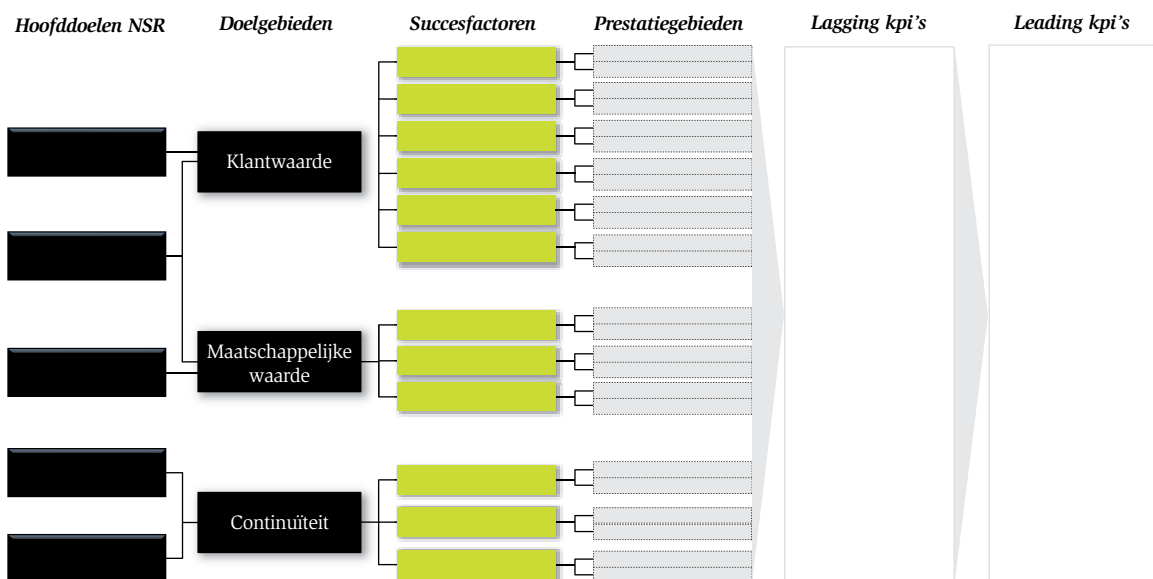 Hoofddoelen NSR
Doelgebieden
Succesfactoren
Prestatiegebieden
Lagging kpi's
Leading kpi's
Klantwaarde
Maatschappelijke
waarde
Continuïteit